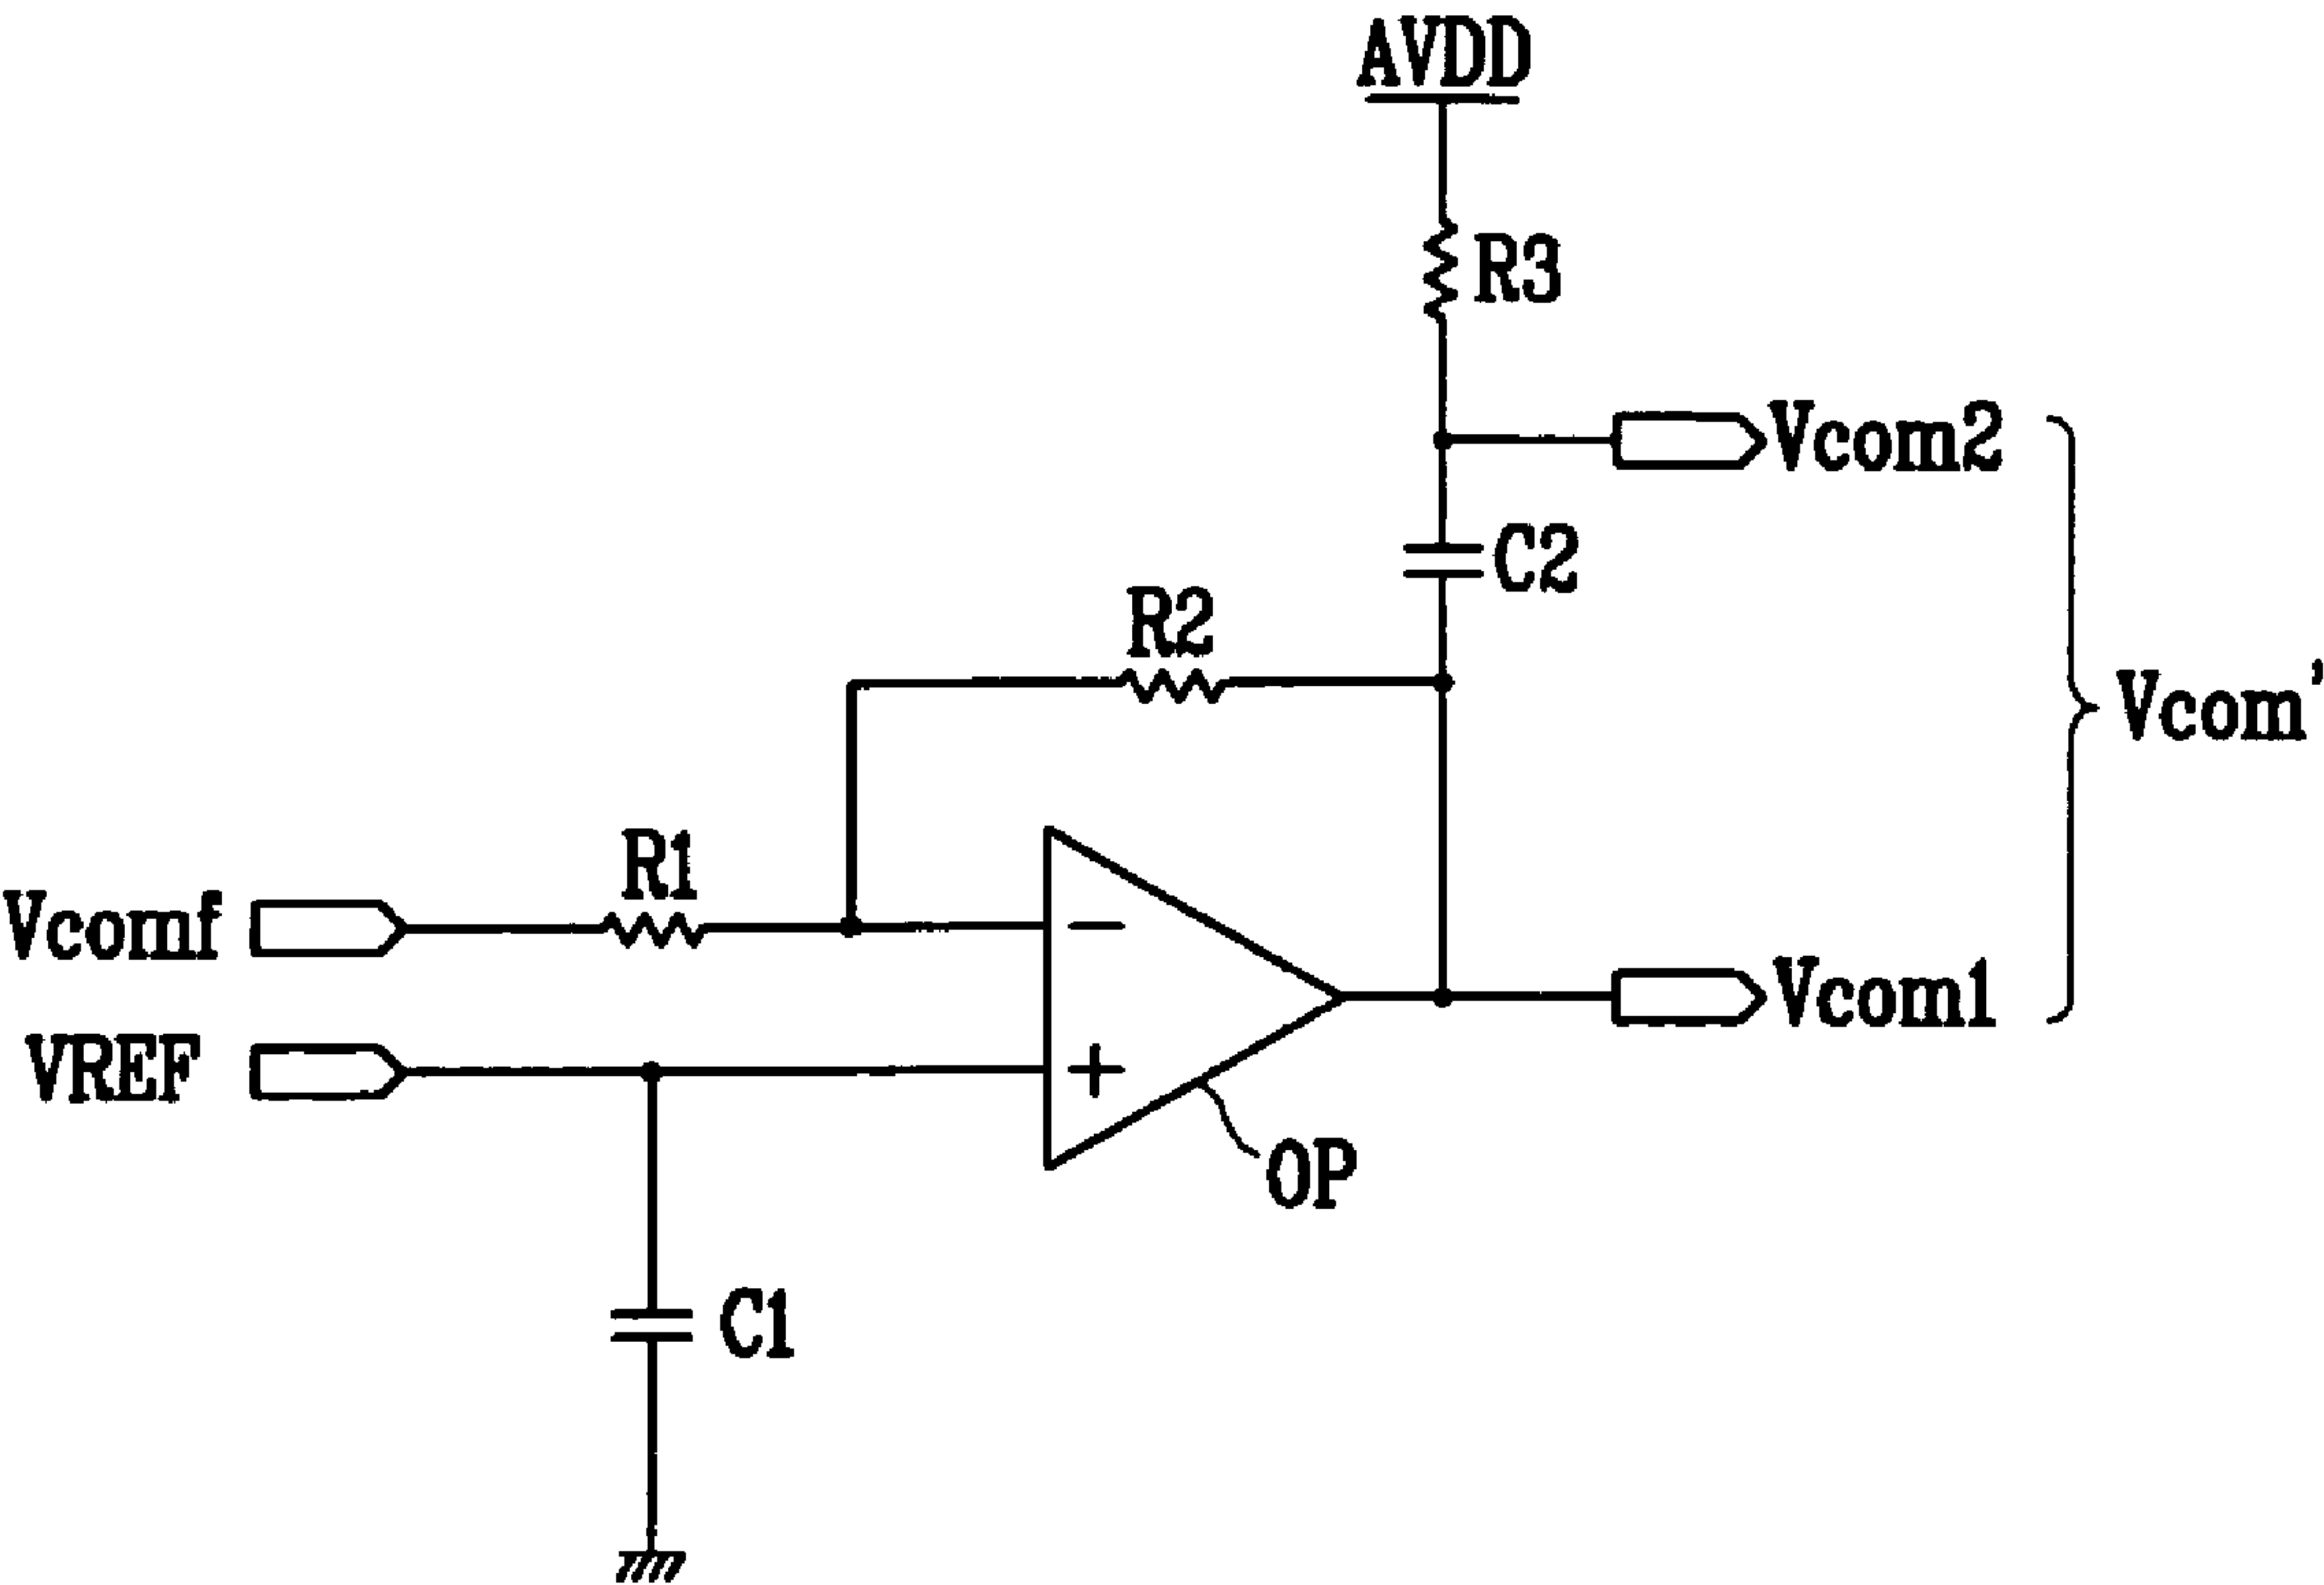 AVDD
R3
Vcom2
C2
R2
Vcom'
R1
Vcomf
−
Vcom1
VREF
+
OP
C1